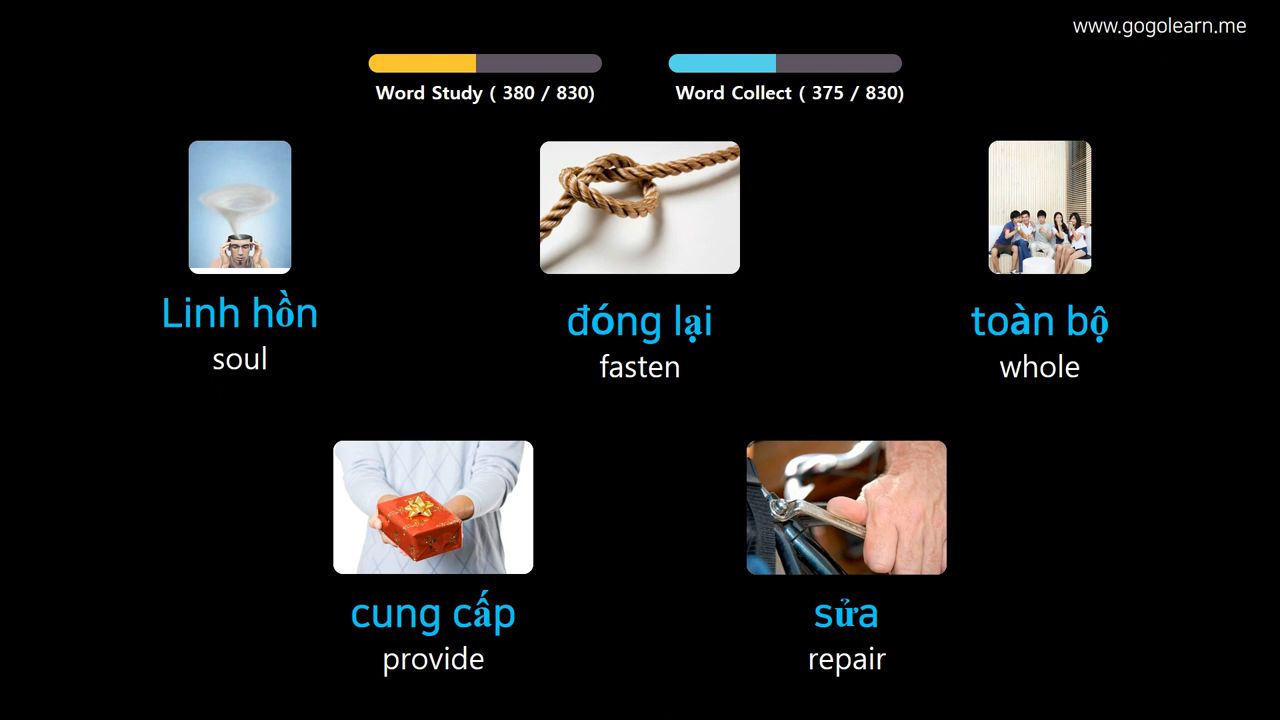 www.gogolearn.me
Word Study ( 380 / 830)
Word Collect ( 375 / 830)
Linh hồn
soul
đóng lại
fasten
toàn bộ
whole
cung cấp
provide
sửa
repair